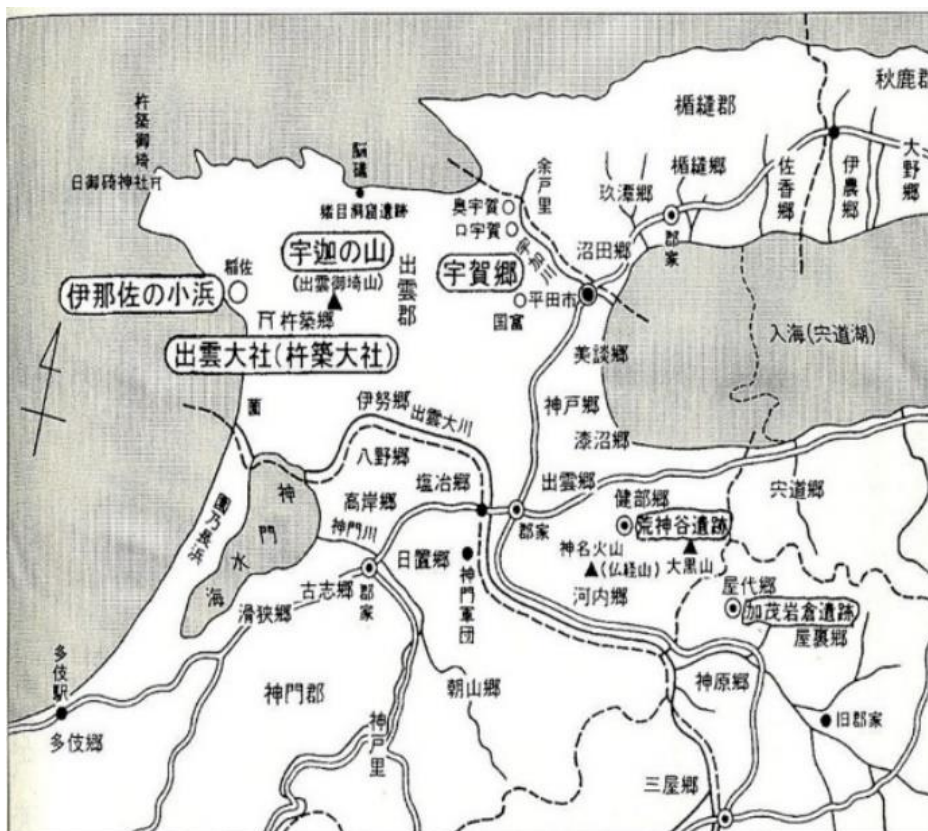 秋鹿郡
楯縫郡
杵築御埼
日御碕神社
脳礒
猪目洞窟遺跡
余戸里
奥宇賀
口宇賀
宇加川
玖潭郷
楯縫郷
佐香郷
伊農郷
大野郷
郡家
沼田郷
宇迦の山
(出雲御埼山)
出雲郡
宇賀郷
平田市
国富
稲佐
伊那佐の小浜
杵築郷
出雲大社(杵築大社)
入海(宍道湖)
美談郷
神戸郷
漆沼郷
薗
伊努郷
出雲大川
八野郷
塩冶郷
出雲郷
宍道郷
高岸郷
健部郷
荒神谷遺跡
神門水海
薗乃長浜
神門川
郡家
日置郷
神門軍団
神名火山
(仏経山)
大黒山
河内郷
屋代郷
加茂岩倉遺跡
屋裏郷
古志郷
郡家
滑狭郷
多伎駅
多伎郷
神門郡
神戸里
朝山郷
神原郷
旧郡家
三屋郷